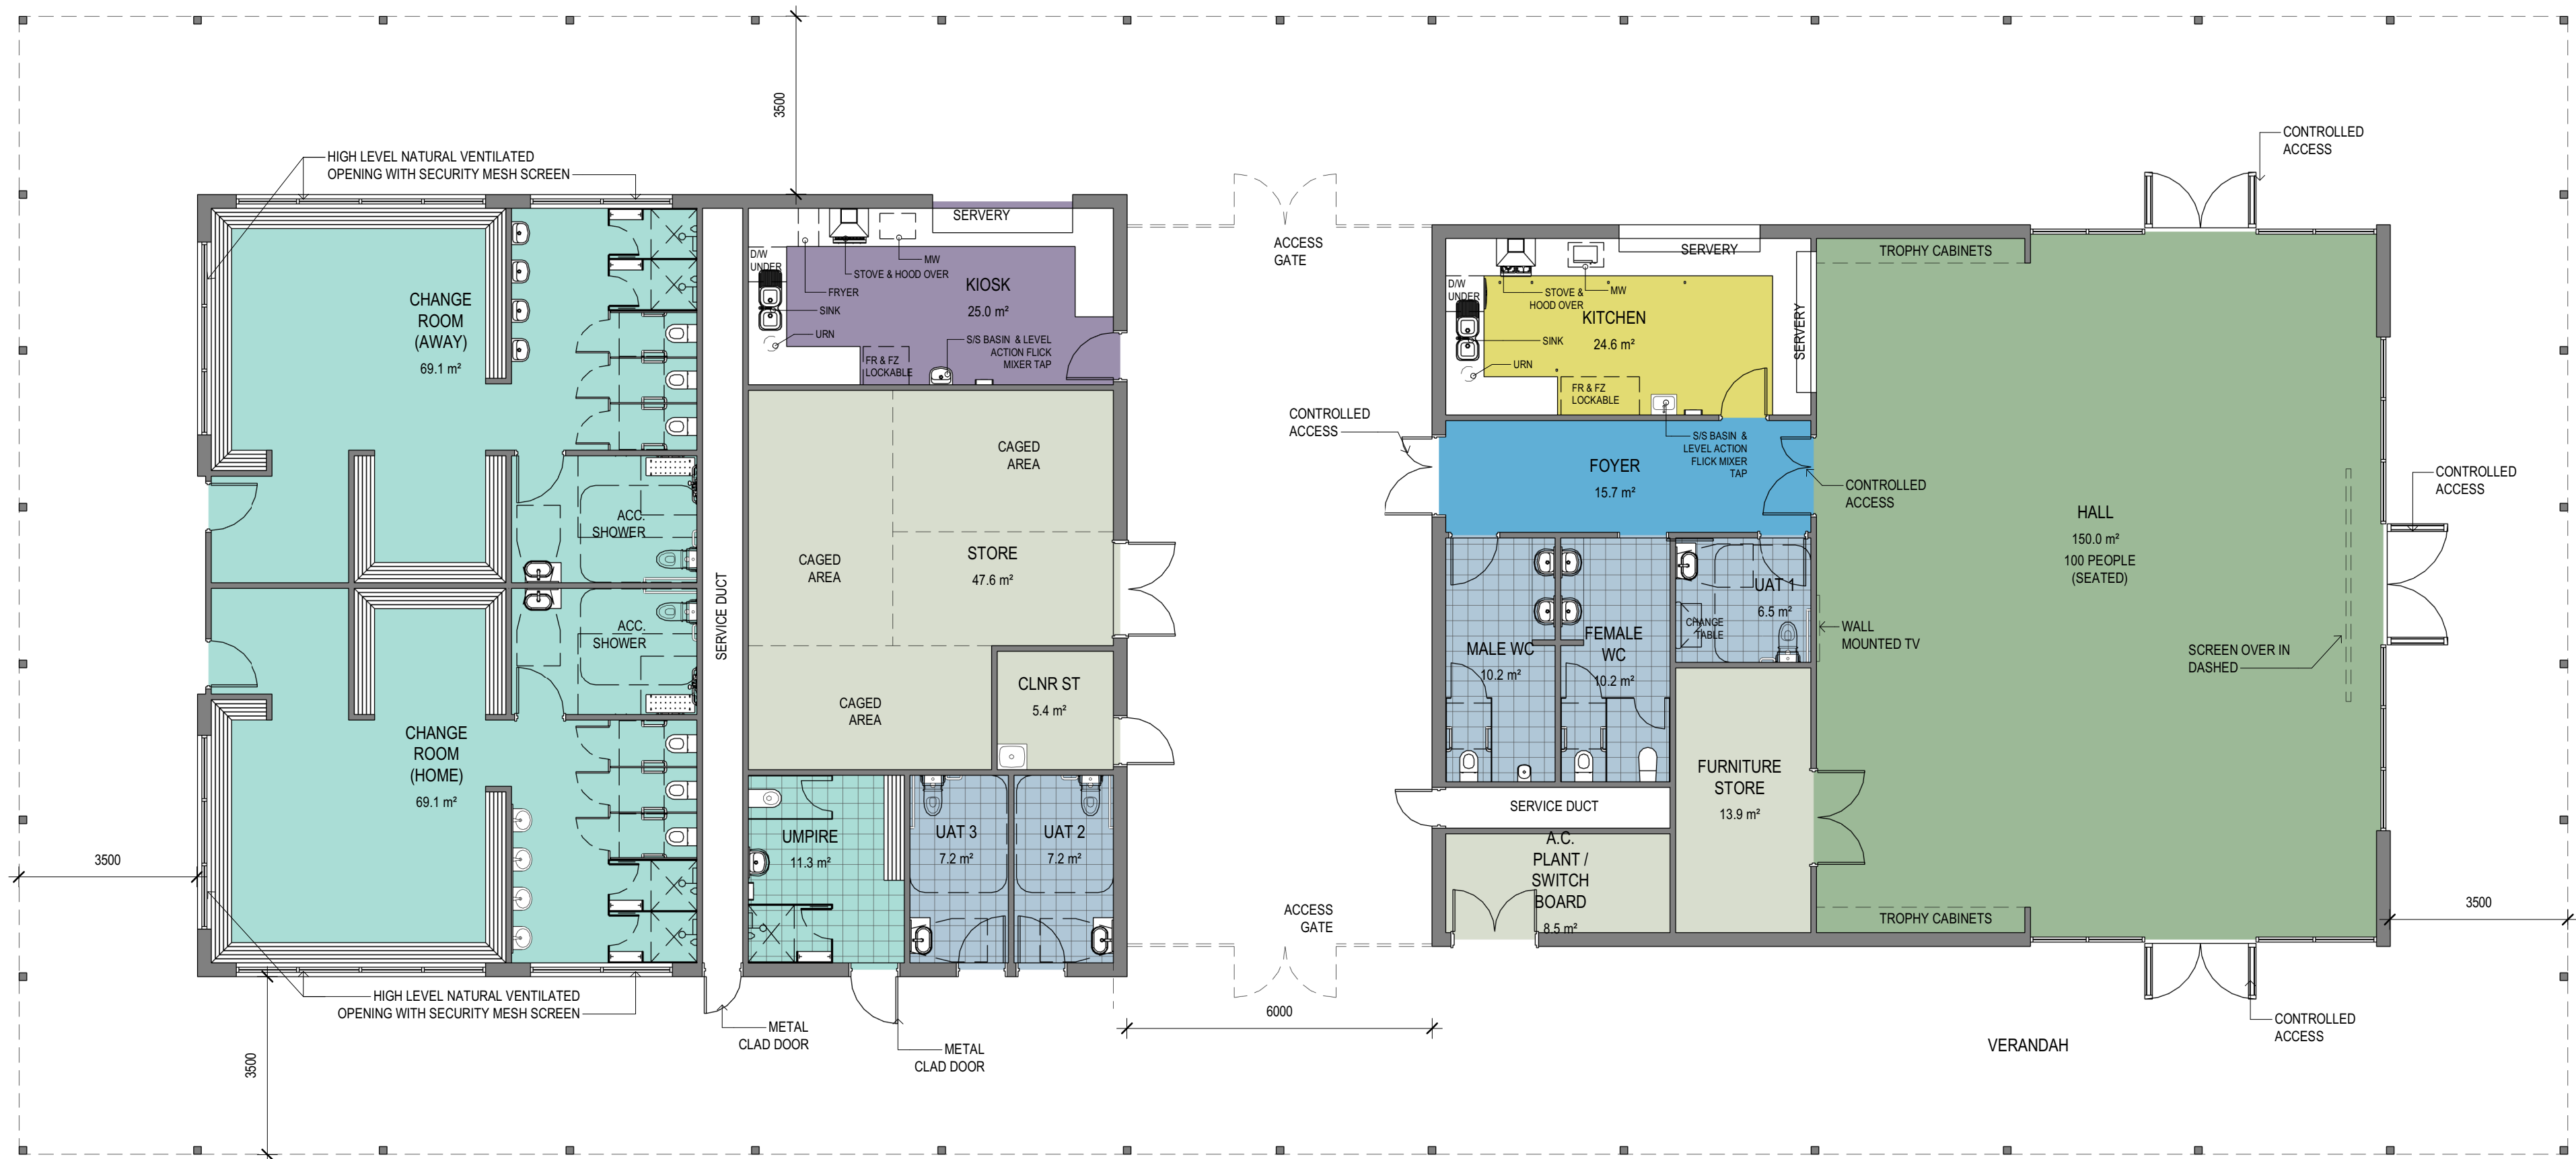 3500
CONTROLLED
ACCESS
HIGH LEVEL NATURAL VENTILATED
OPENING WITH SECURITY MESH SCREEN
CHANGE
ROOM
(AWAY)
69.1 m²
ACC.
SHOWER
ACC.
SHOWER
CHANGE
ROOM
(HOME)
69.1 m²
3500
HIGH LEVEL NATURAL VENTILATED
OPENING WITH SECURITY MESH SCREEN
3500
SERVICE DUCT
SERVERY
D/W
UNDER
MW
STOVE & HOOD OVER
FRYER
SINK
URN
KIOSK
25.0 m²
S/S BASIN & LEVEL
ACTION FLICK
MIXER TAP
FR & FZ
LOCKABLE
CAGED
AREA
CAGED
AREA
STORE
47.6 m²
CAGED
AREA
CLNR ST
5.4 m²
UMPIRE
11.3 m²
UAT 3
7.2 m²
UAT 2
7.2 m²
METAL
CLAD DOOR
METAL
CLAD DOOR
ACCESS
GATE
ACCESS
GATE
6000
CONTROLLED
ACCESS
SERVERY
D/W
UNDER
STOVE &
HOOD OVER
MW
KITCHEN
24.6 m²
SINK
URN
FR & FZ
LOCKABLE
SERVERY
S/S BASIN &
LEVEL ACTION
FLICK MIXER
TAP
FOYER
15.7 m²
CONTROLLED
ACCESS
MALE WC
10.2 m²
FEMALE
WC
10.2 m²
UAT 1
6.5 m²
CHANGE
TABLE
WALL
MOUNTED TV
FURNITURE
STORE
13.9 m²
SERVICE DUCT
A.C.
PLANT /
SWITCH
BOARD
8.5 m²
TROPHY CABINETS
HALL
150.0 m²
100 PEOPLE
(SEATED)
SCREEN OVER IN
DASHED
TROPHY CABINETS
CONTROLLED
ACCESS
3500
CONTROLLED
ACCESS
VERANDAH